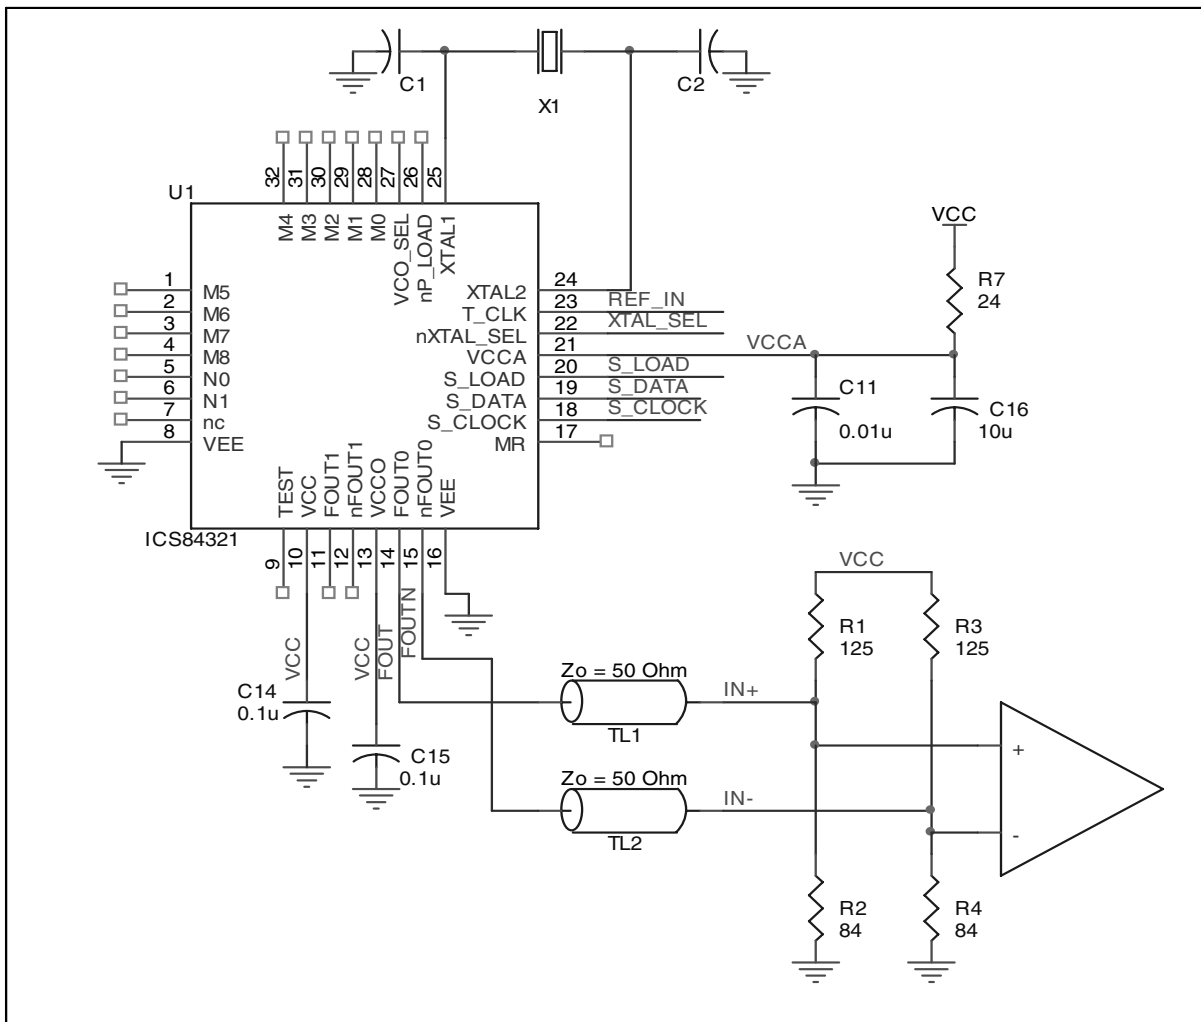 C1
X1
C2
U1
32
31
30
29
28
27
26
25
M4
M3
M2
M1
M0
VCO_SEL
nP_LOAD
XTAL1
1
M5
2
M6
3
M7
4
M8
5
N0
6
N1
7
nc
8
VEE
XTAL2
24
T_CLK
23
REF_IN
nXTAL_SEL
22
XTAL_SEL
VCCA
21
VCCA
S_LOAD
20
S_LOAD
S_DATA
19
S_DATA
S_CLOCK
18
S_CLOCK
MR
17
VCC
R7
24
C11
0.01u
C16
10u
TEST
VCC
FOUT1
nFOUT1
VCCO
FOUT0
nFOUT0
VEE
ICS84321
9
10
11
12
13
14
15
16
VCC
VCC
FOUT
FOUTN
C14
0.1u
C15
0.1u
Zo = 50 Ohm
TL1
IN+
Zo = 50 Ohm
TL2
IN-
VCC
R1
125
R3
125
+
-
R2
84
R4
84